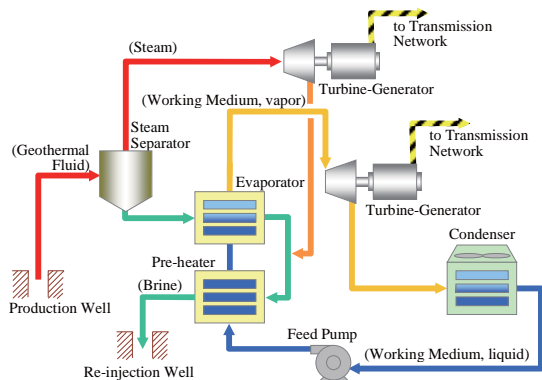 (Steam)
to Transmission
Network
Turbine-Generator
(Working Medium, vapor)
Steam
Separator
(Geothermal
Fluid)
to Transmission
Network
Evaporator
Turbine-Generator
Condenser
Pre-heater
(Brine)
Production Well
Feed Pump
(Working Medium, liquid)
Re-injection Well